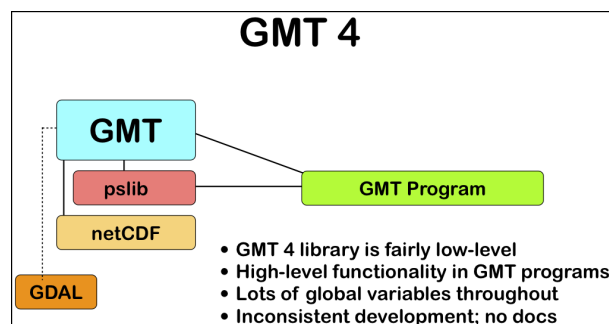 GMT 4
GMT
pslib
GMT Program
netCDF
• GMT 4 library is fairly low-level
• High-level functionality in GMT programs
GDAL
• Lots of global variables throughout
• Inconsistent development; no docs